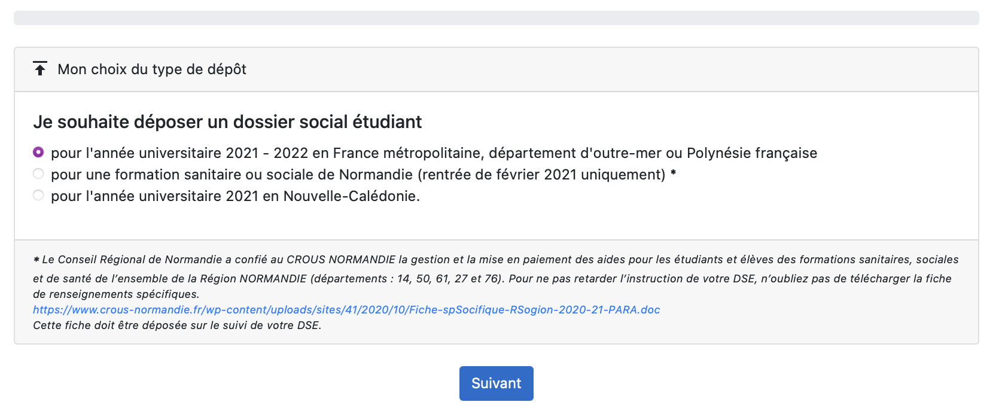 Mon choix du type de dépôt
Je souhaite déposer un dossier social étudiant
pour l'année universitaire 2021 - 2022 en France métropolitaine, département d'outre-mer ou Polynésie française
pour une formation sanitaire ou sociale de Normandie (rentrée de février 2021 uniquement) *
pour l'année universitaire 2021 en Nouvelle-Calédonie.
* Le Conseil Régional de Normandie a confié au CROUS NORMANDIE la gestion et la mise en paiement des aides pour les étudiants et élèves des formations sanitaires, sociales
et de santé de l’ensemble de la Région NORMANDIE (départements : 14, 50, 61, 27 et 76). Pour ne pas retarder l’instruction de votre DSE, n’oubliez pas de télécharger la fiche
de renseignements spécifiques.
https://www.crous-normandie.fr/wp-content/uploads/sites/41/2020/10/Fiche-spSocifique-RSogion-2020-21-PARA.doc
Cette fiche doit être déposée sur le suivi de votre DSE.
Suivant